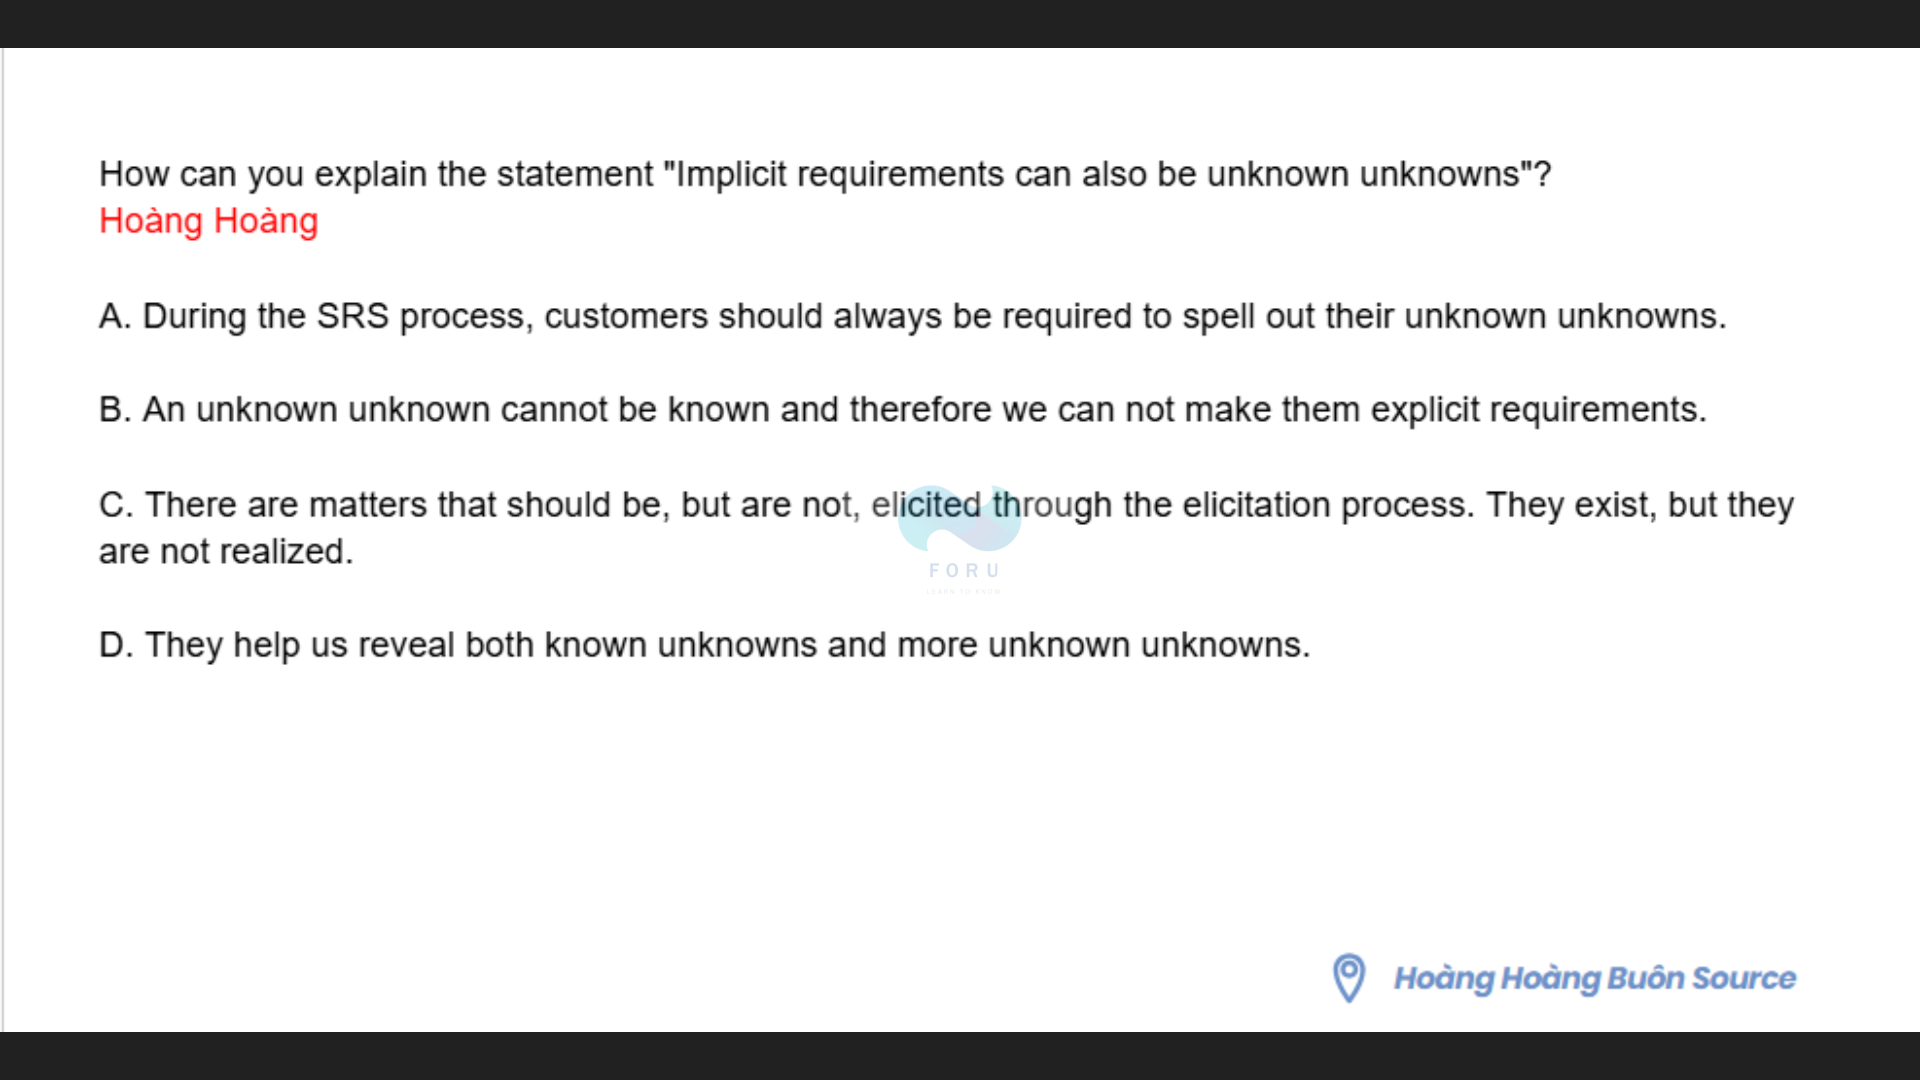 How can you explain the statement "Implicit requirements can also be unknown unknowns"?
Hoàng Hoàng
A. During the SRS process, customers should always be required to spell out their unknown unknowns.
B. An unknown unknown cannot be known and therefore we can not make them explicit requirements.
C. There are matters that should be, but are not, elicited through the elicitation process. They exist, but they
are not realized.
FORU
LEARN TO KNOW
D. They help us reveal both known unknowns and more unknown unknowns.
Hoàng Hoàng Buôn Source